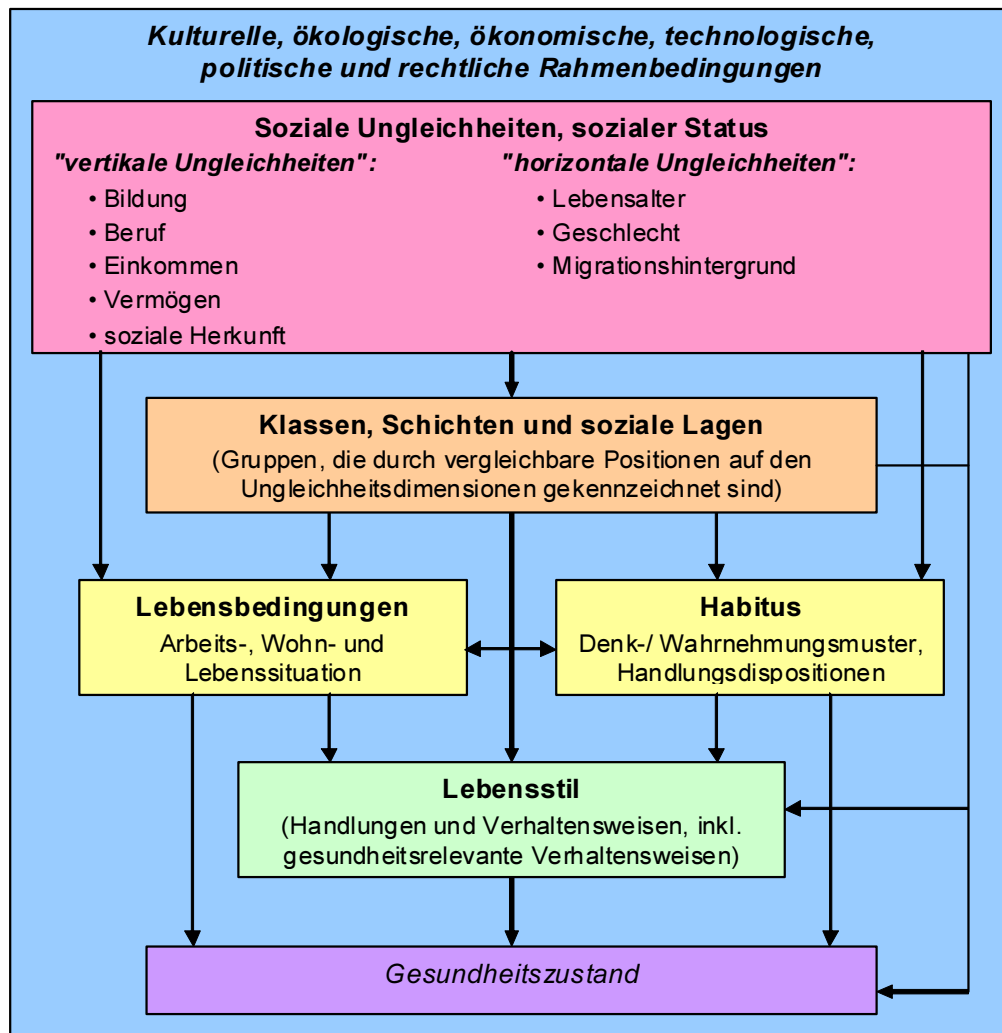 Kulturelle, ökologische, ökonomische, technologische,
politische und rechtliche Rahmenbedingungen
Soziale Ungleichheiten, sozialer Status
"vertikale Ungleichheiten":
• Bildung
• Beruf
• Einkommen
• Vermögen
• soziale Herkunft
"horizontale Ungleichheiten":
• Lebensalter
• Geschlecht
• Migrationshintergrund
Klassen, Schichten und soziale Lagen
(Gruppen, die durch vergleichbare Positionen auf den
Ungleichheitsdimensionen gekennzeichnet sind)
Lebensbedingungen
Arbeits-, Wohn- und
Lebenssituation
Habitus
Denk-/ Wahrnehmungsmuster,
Handlungsdispositionen
Lebensstil
(Handlungen und Verhaltensweisen, inkl.
gesundheitsrelevante Verhaltensweisen)
Gesundheitszustand